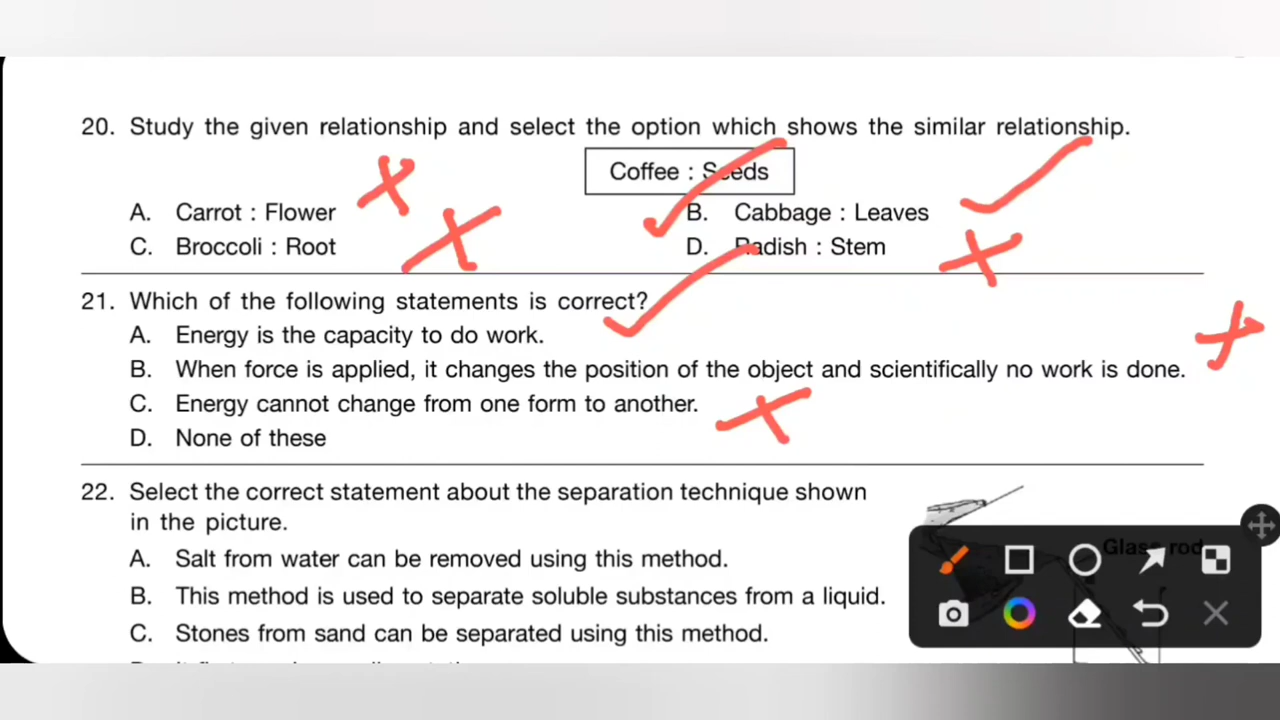 20. Study the given relationship and select the option which shows the similar relationship.
Coffee : Seeds
A. Carrot : Flower B. Cabbage : Leaves
C. Broccoli : Root D. Radish : Stem
21. Which of the following statements is correct?
A. Energy is the capacity to do work.
B. When force is applied, it changes the position of the object and scientifically no work is done.
C. Energy cannot change from one form to another.
D. None of these
22. Select the correct statement about the separation technique shown
in the picture.
Glass rod
A. Salt from water can be removed using this method.
B. This method is used to separate soluble substances from a liquid.
C. Stones from sand can be separated using this method.